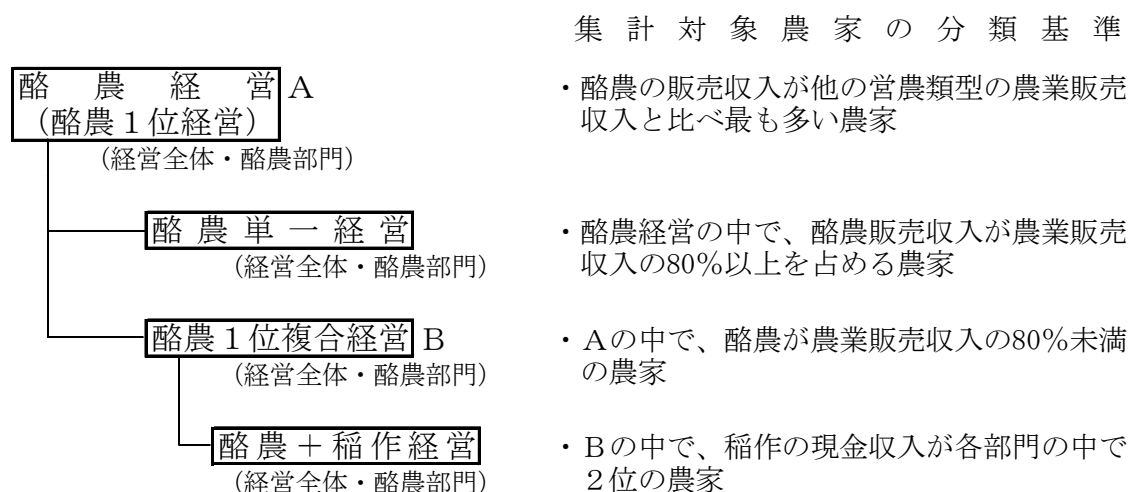 集計対象農家の分類基準
酪農経営 A
（酪農１位経営）
（経営全体・酪農部門）
・酪農の販売収入が他の営農類型の農業販売
収入と比べ最も多い農家
酪農単一経営
（経営全体・酪農部門）
・酪農経営の中で、酪農販売収入が農業販売
収入の80％以上を占める農家
酪農１位複合経営 B
（経営全体・酪農部門）
・Ａの中で、酪農が農業販売収入の80％未満
の農家
酪農＋稲作経営
（経営全体・酪農部門）
・Ｂの中で、稲作の現金収入が各部門の中で
２位の農家